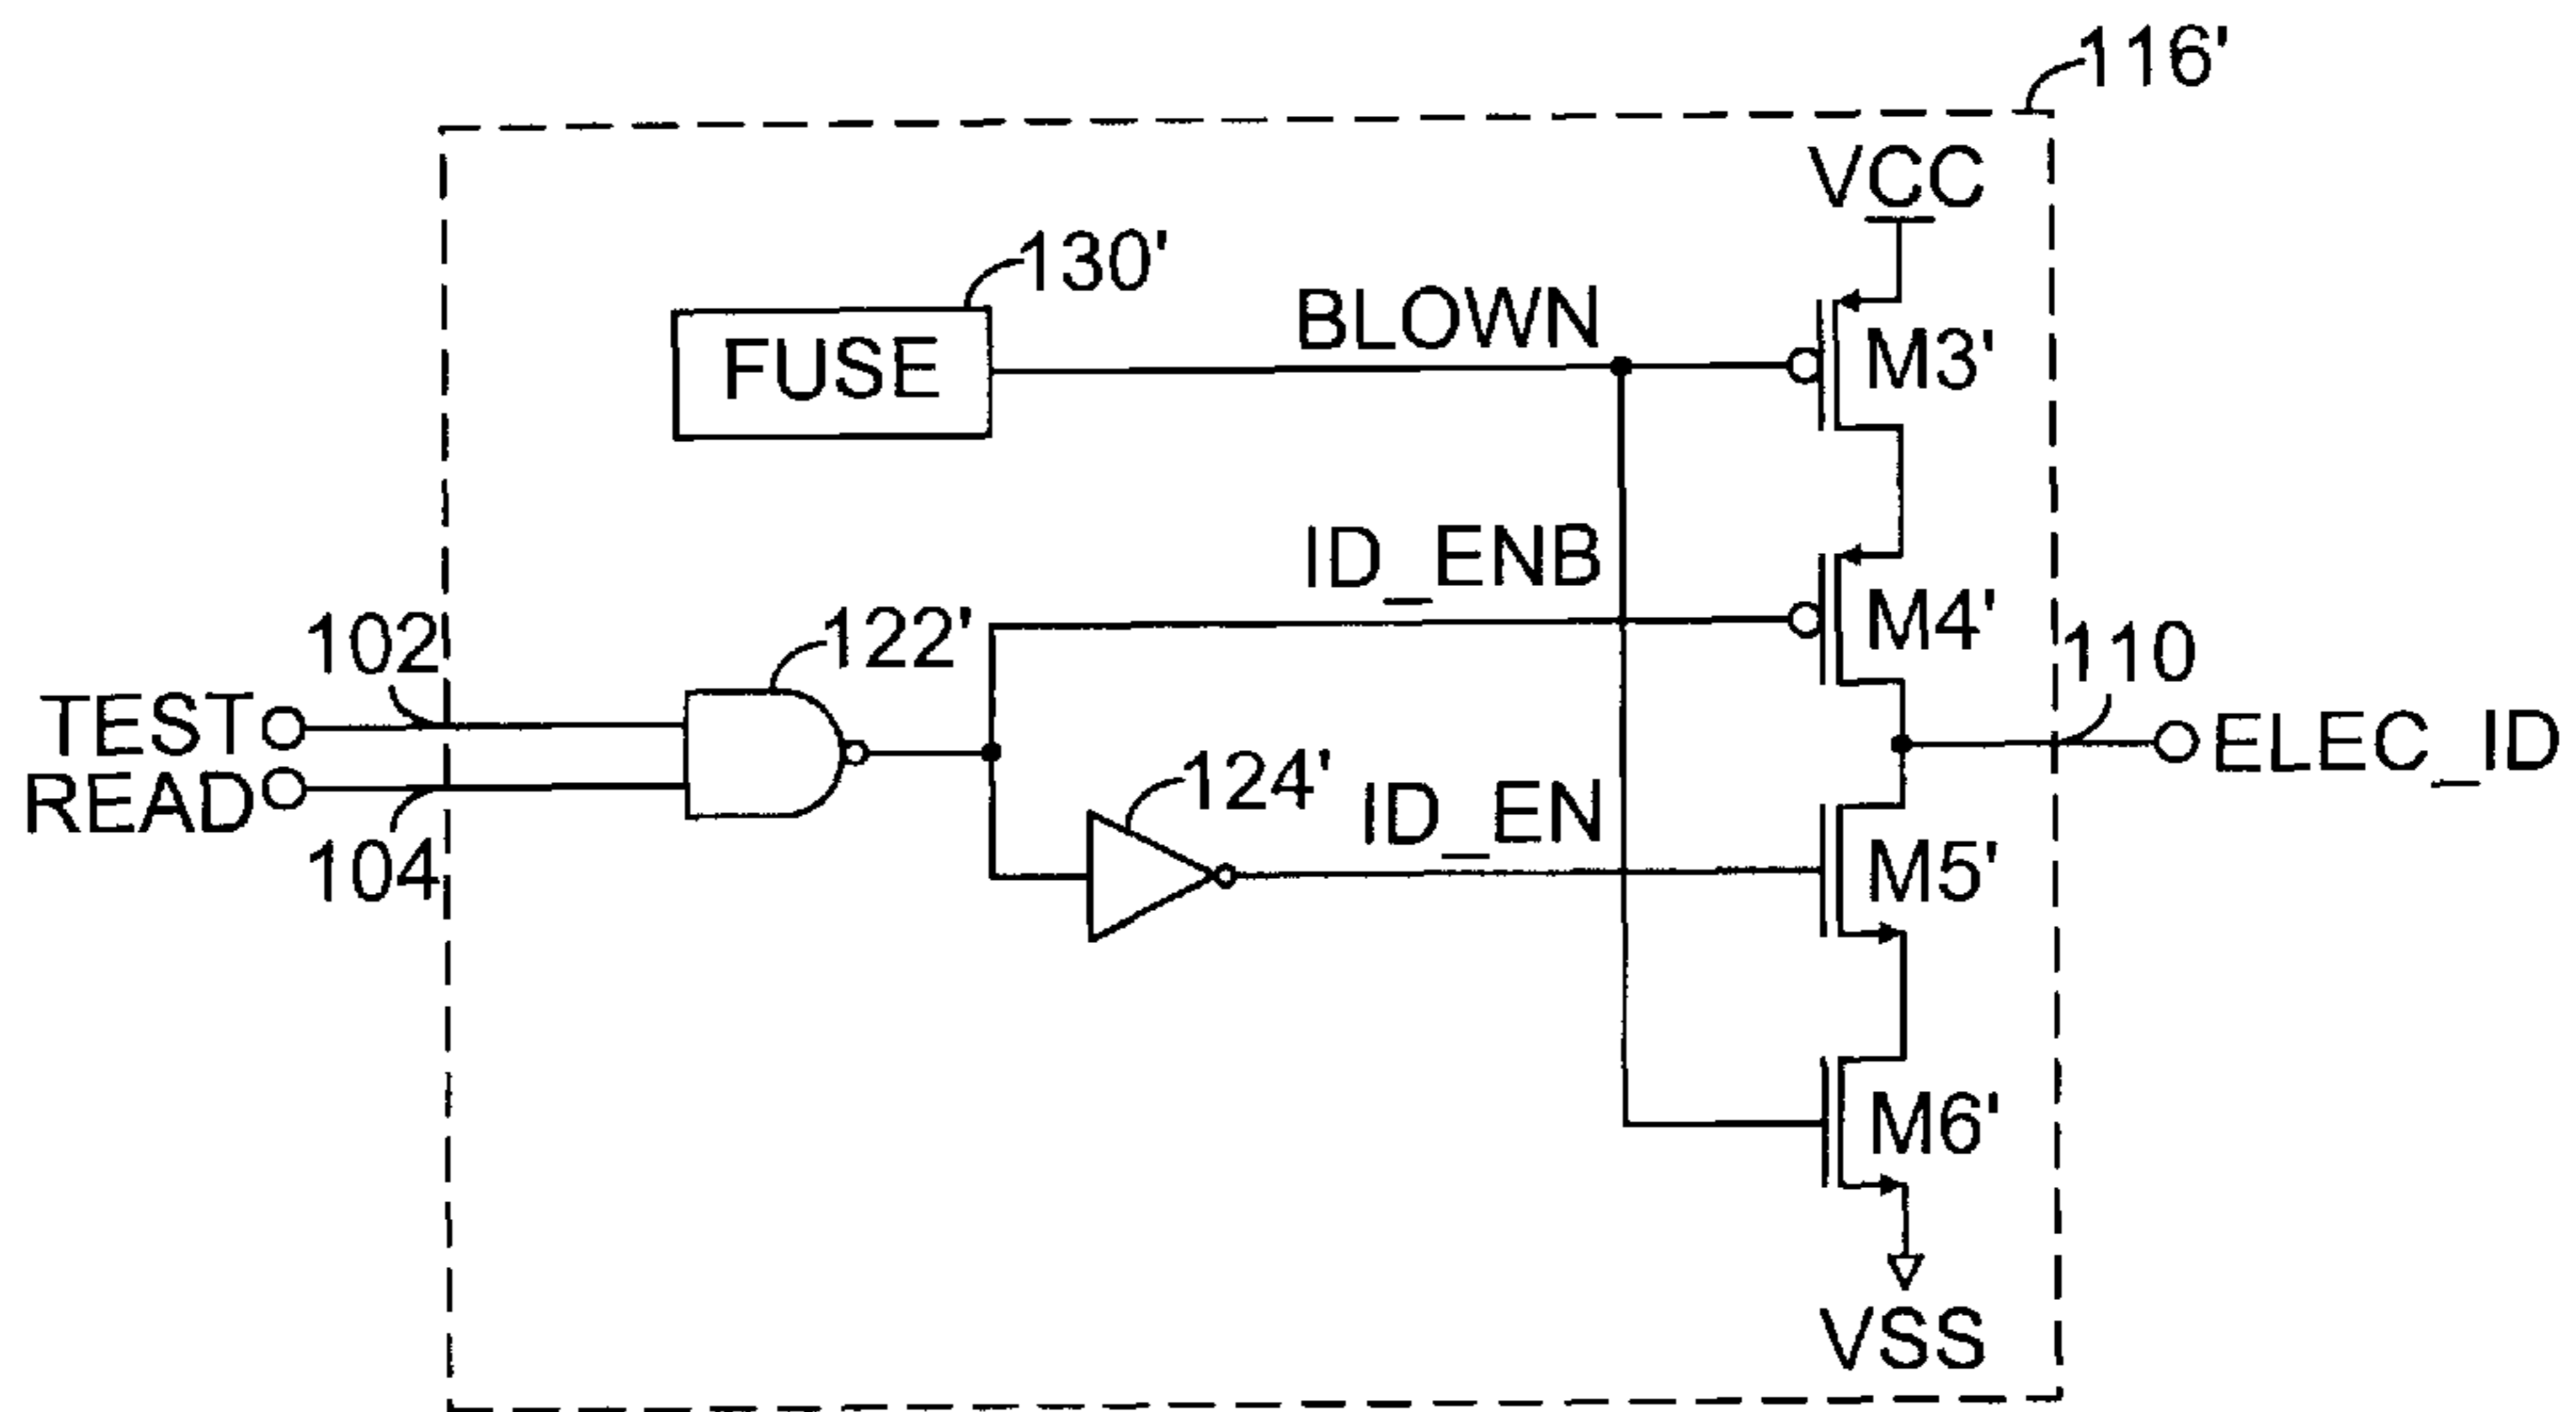 116'
VCC
130'
FUSE
BLOWN
M3'
ID_ENB
M4'
122'
102
110
TEST
ELEC_ID
READ
124'
ID_EN
104
M5'
M6'
VSS